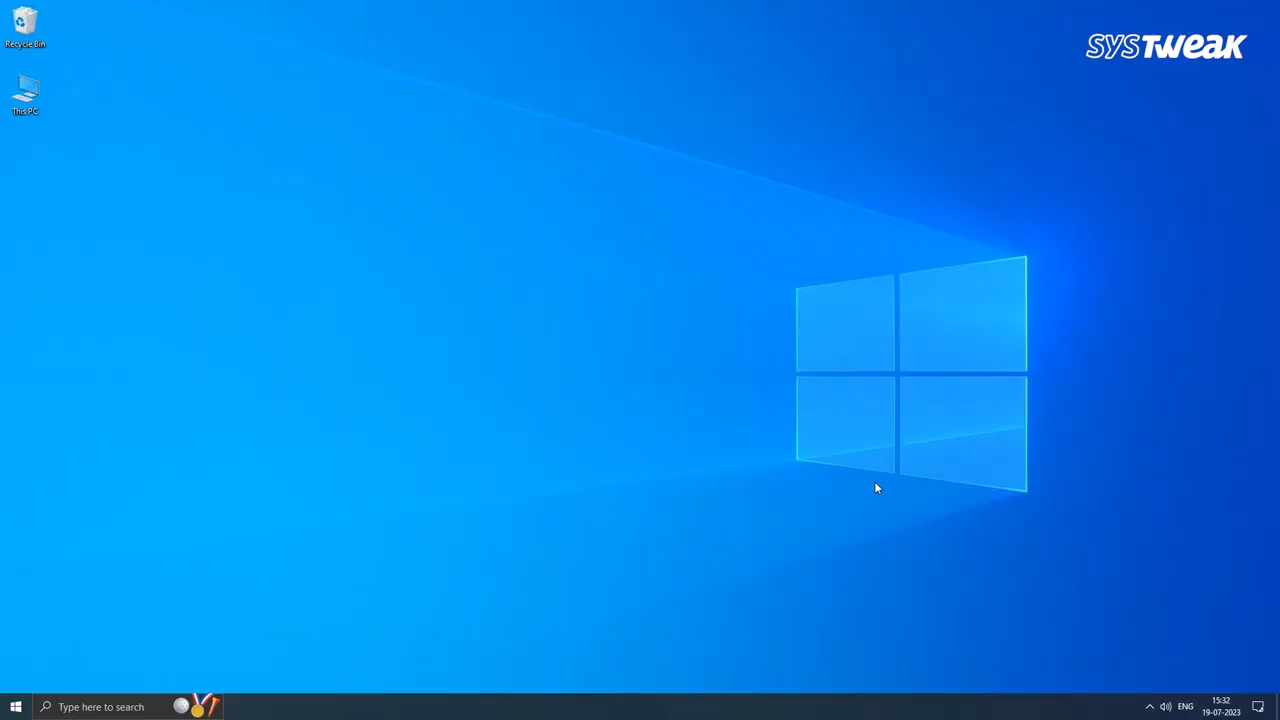 Recycle Bin
SYSTWEAK
This PC
Type here to search
ENG
15:32
19-07-2023